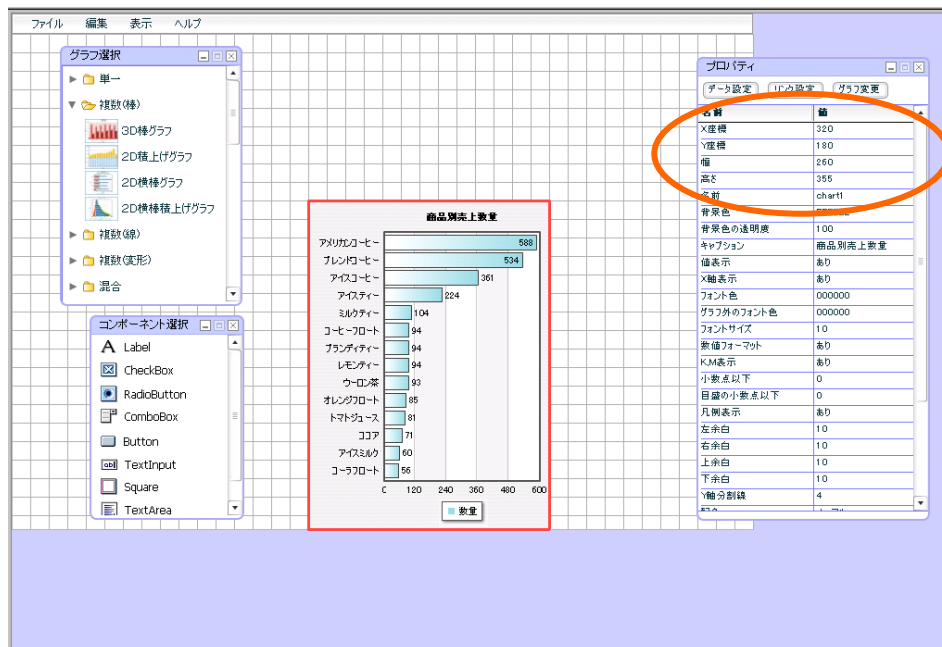 ファイル 編集 表示 ヘルプ
グラフ選択
単一
複数(棒)
3D棒グラフ
2D積上げグラフ
2D横棒グラフ
2D横棒積上げグラフ
複数(線)
複数(変形)
混合
コンポーネント選択
A Label
CheckBox
RadioButton
ComboBox
Button
abl TextInput
Square
TextArea
商品別売上数量
アメリカンコーヒー 588
ブレンドコーヒー 534
アイスコーヒー 361
アイスティー 224
ミルクティー 104
コーヒーフロート 94
ブランディティー 94
レモンティー 94
ウーロン茶 93
オレンジフロート 85
トマトジュース 81
ココア 71
アイスミルク 60
コーラフロート 56
120 240 360 480 600
数量
プロパティ
データ設定 リンク設定 グラフ変更
名前 値
X座標 320
Y座標 180
幅 260
高さ 355
名前 chart1
背景色
背景色の透明度 100
キャプション 商品別売上数量
値表示 あり
X軸表示 あり
フォント色 000000
グラフ外のフォント色 000000
フォントサイズ 10
数値フォーマット あり
K,M表示 あり
小数点以下 0
目盛の小数点以下 0
凡例表示 あり
左余白 10
右余白 10
上余白 10
下余白 10
Y軸分割線 4